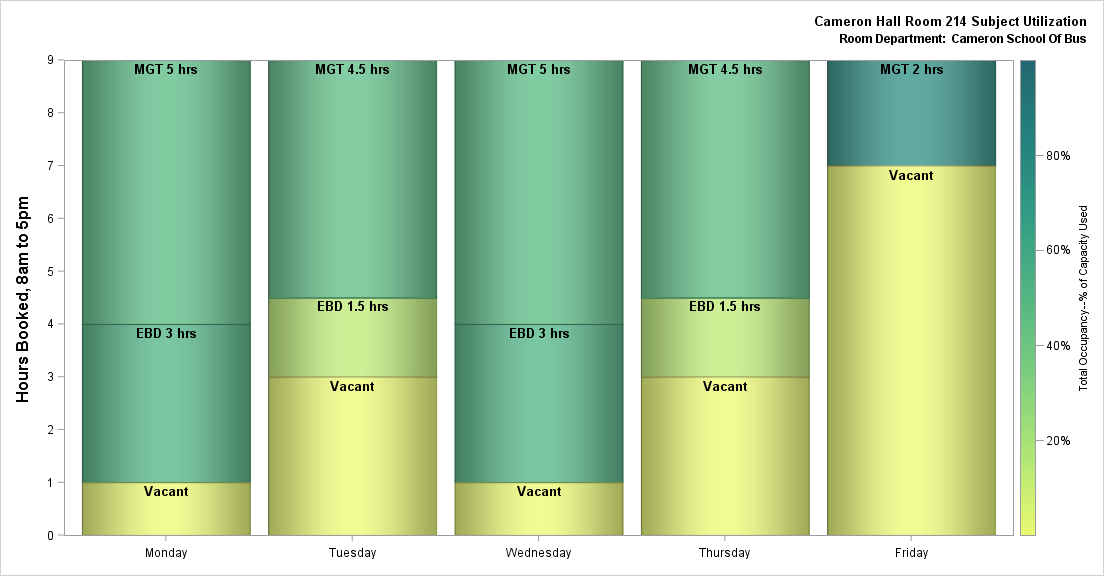 Cameron Hall Room 214 Subject Utilization
Room Department: Cameron School Of Bus
Hours Booked, 8am to 5pm
9
8
7
6
5
4
3
2
1
0
MGT 5 hrs
EBD 3 hrs
Vacant
MGT 4.5 hrs
EBD 1.5 hrs
Vacant
MGT 5 hrs
EBD 3 hrs
Vacant
MGT 4.5 hrs
EBD 1.5 hrs
Vacant
MGT 2 hrs
Vacant
Monday
Tuesday
Wednesday
Thursday
Friday
80%
60%
40%
20%
Total Occupancy--% of Capacity Used